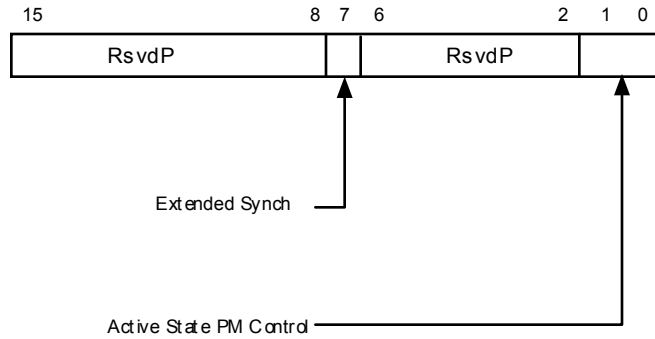 15 8 7 6 2 1 0
RsvdP RsvdP
Extended Synch
Active State PM Control